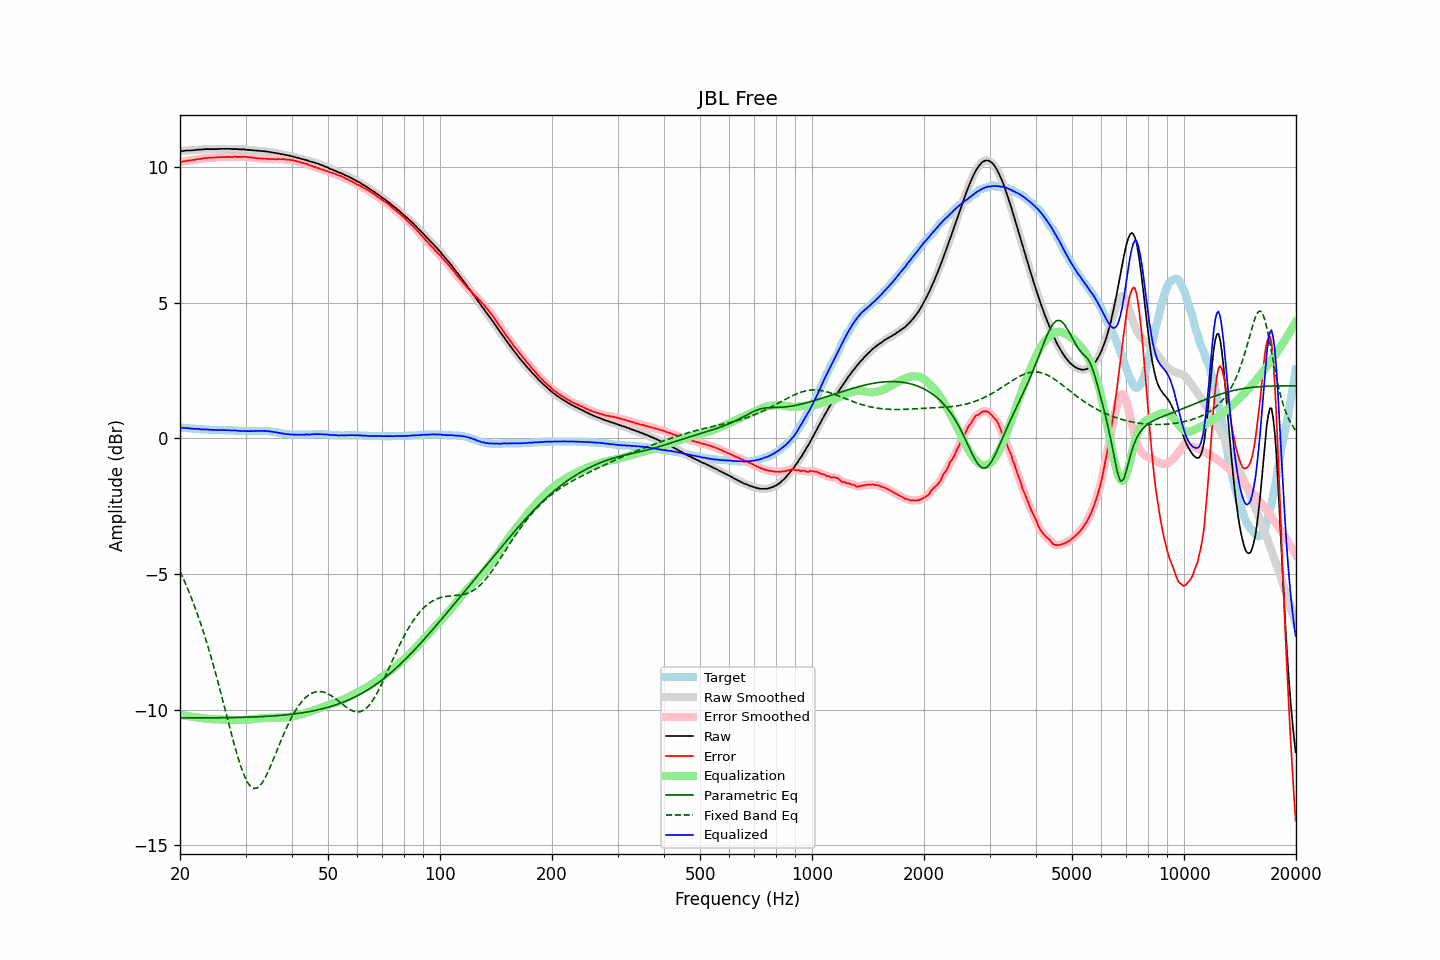 JBL Free
Amplitude (dBr)
10
5
0
−5
−10
−15
Target
Raw Smoothed
Error Smoothed
Raw
Error
Equalization
Parametric Eq
Fixed Band Eq
Equalized
20 50 100 200 500 1000 2000 5000 10000 20000
Frequency (Hz)